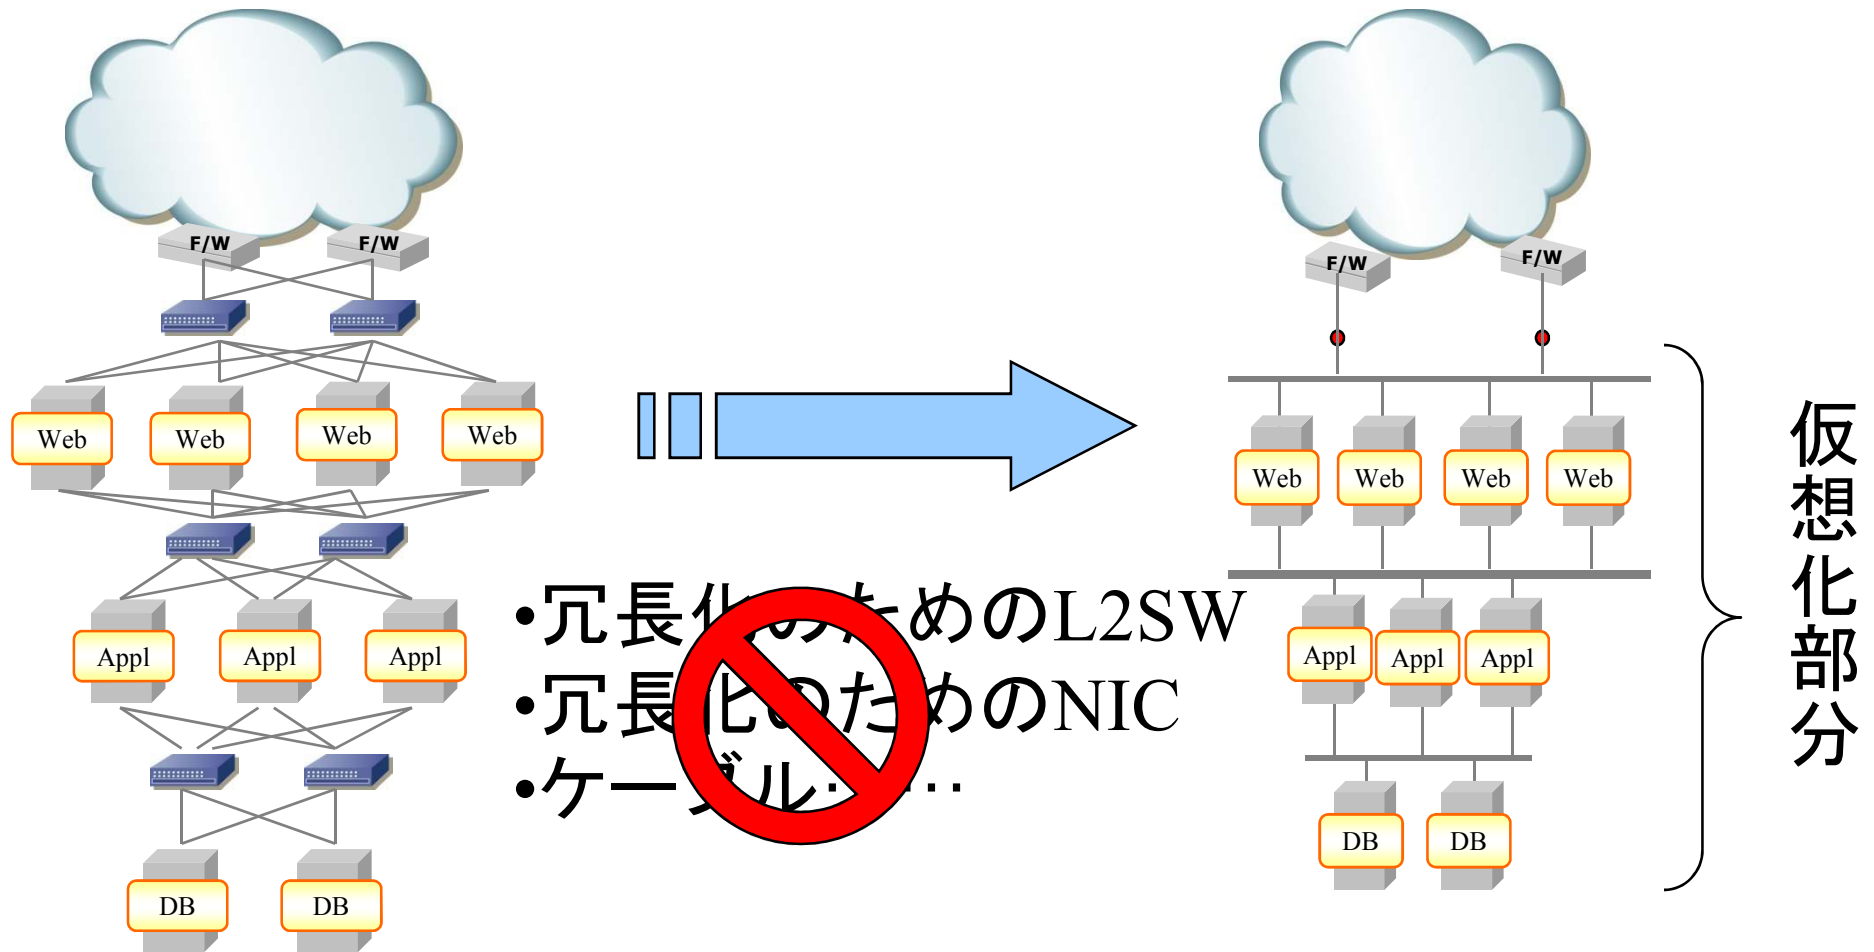 F/W F/W
Web Web Web Web
Appl Appl Appl
DB DB
•冗長化のためのL2SW
•冗長化のためのNIC
•ケーブル……
F/W F/W
Web Web Web Web
Appl Appl Appl
DB DB
仮想化部分